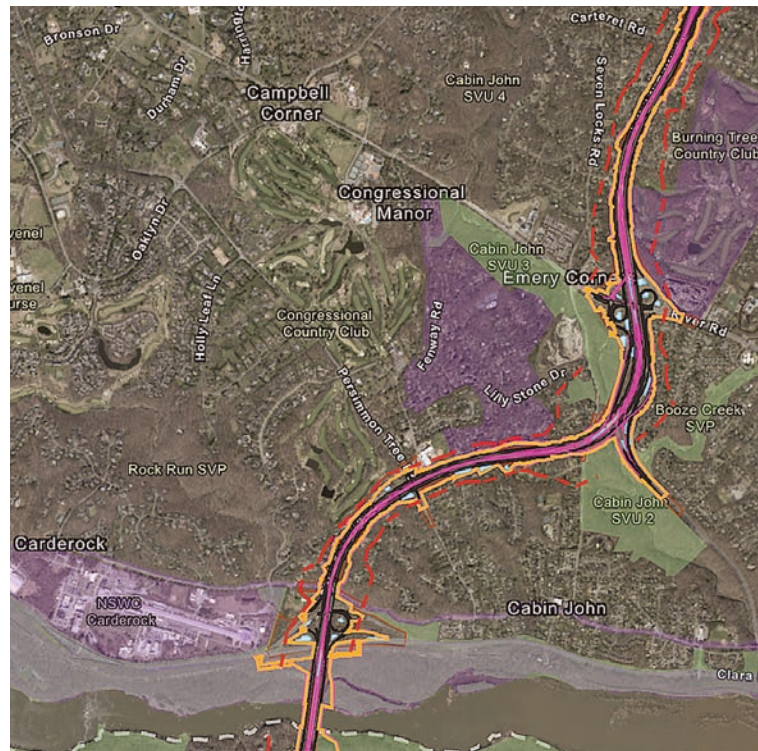 Carteret Rd
Bronson Dr
Durham Dr
Seven Locks Rd
Cabin John
SVU 4
Campbell
Corner
Burning Tree
Country Club
Congressional
Manor
Oaklyn Dr
Cabin John
SVU 3
Emery Corne
Holly Leaf Ln
Congressional
Country Club
Fenway Rd
River Rd
Lilly Stone Dr
Persimmon Tree
Booze Creek
SVP
Rock Run SVP
Cabin John
SVU 2
Carderock
NSWC
Carderock
Cabin John
Clara